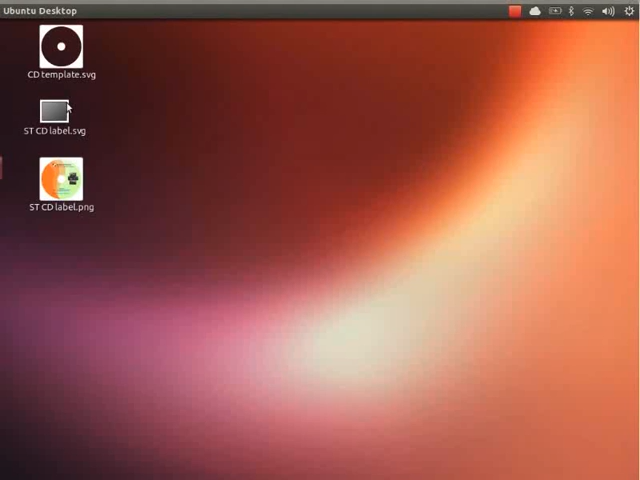 Ubuntu Desktop
CD template.svg
ST CD label.svg
ST CD label.png